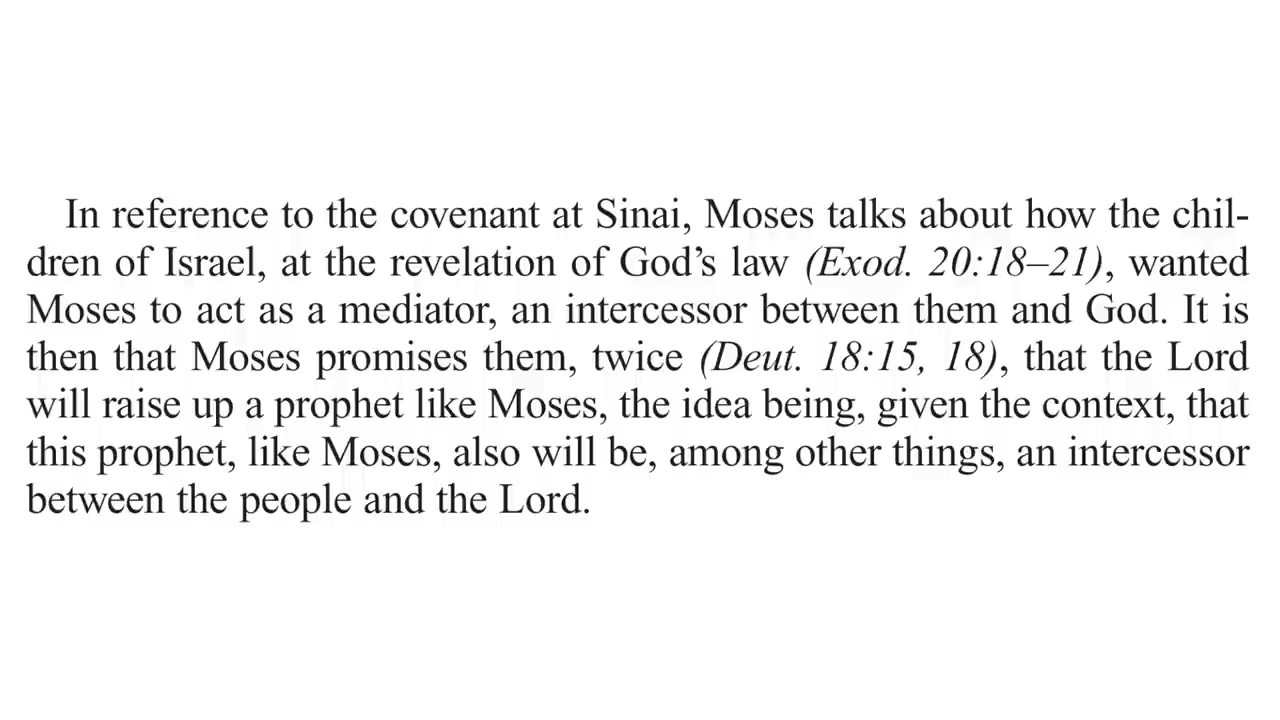 In reference to the covenant at Sinai, Moses talks about how the chil-
dren of Israel, at the revelation of God’s law (Exod. 20:18–21), wanted
Moses to act as a mediator, an intercessor between them and God. It is
then that Moses promises them, twice (Deut. 18:15, 18), that the Lord
will raise up a prophet like Moses, the idea being, given the context, that
this prophet, like Moses, also will be, among other things, an intercessor
between the people and the Lord.